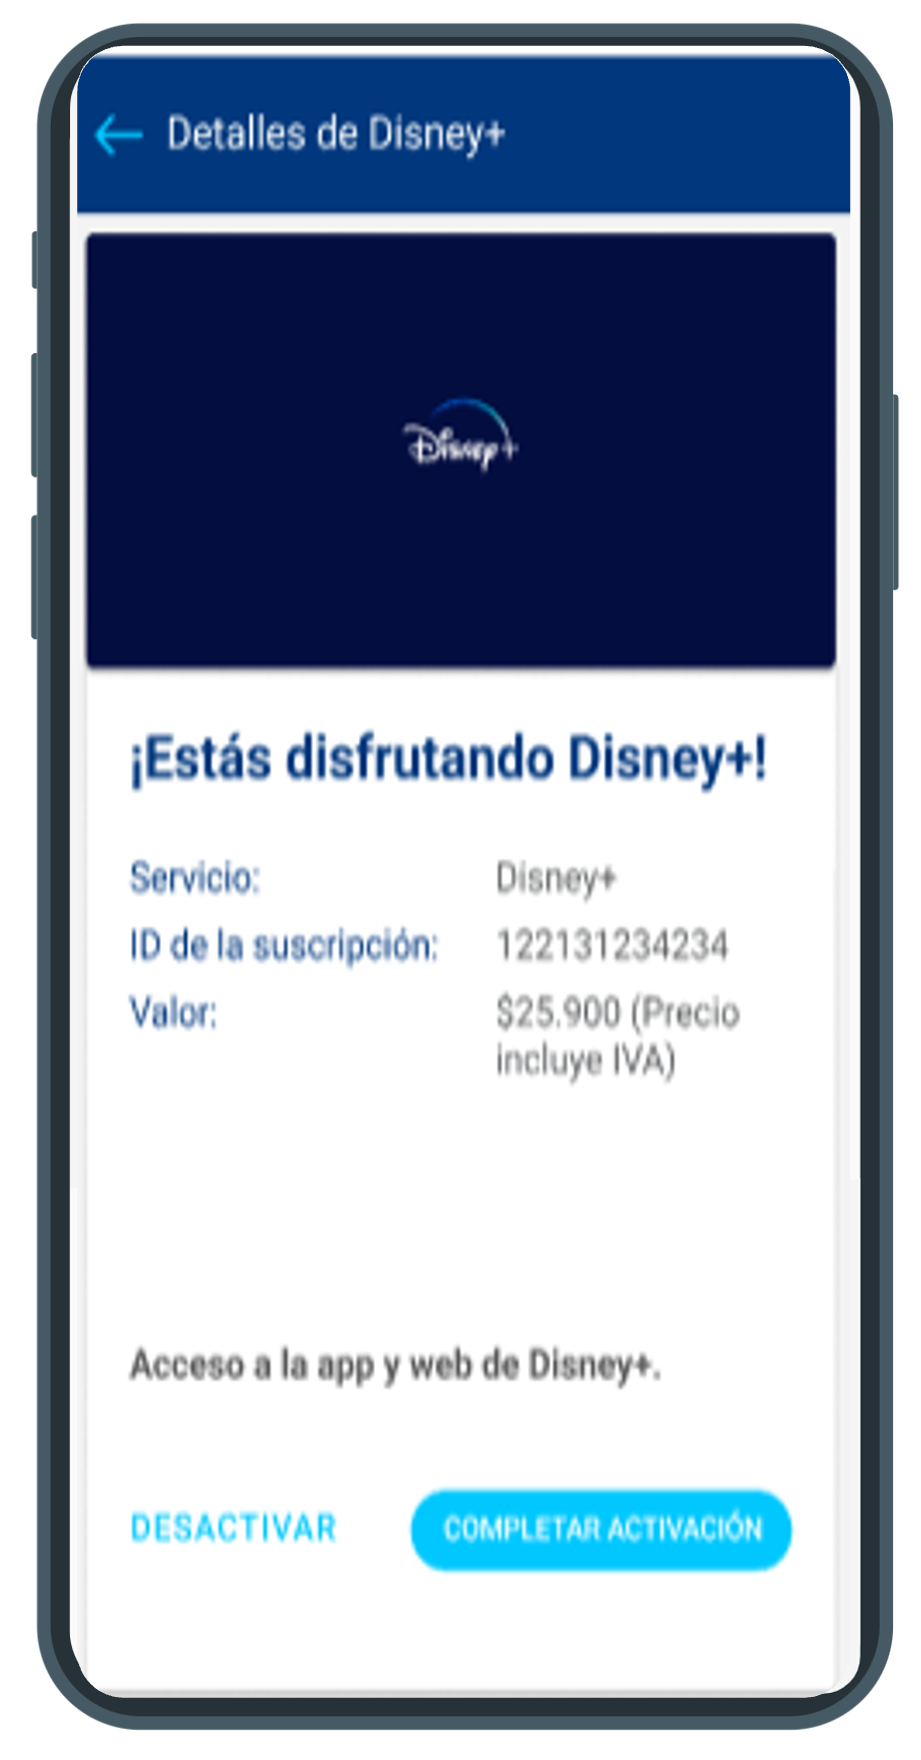 Detalles de Disney+
Disney+
¡Estás disfrutando Disney+!
Servicio: Disney+
ID de la suscripción: 122131234234
Valor: $25.900 (Precio
incluye IVA)
Acceso a la app y web de Disney+.
DESACTIVAR COMPLETAR ACTIVACIÓN